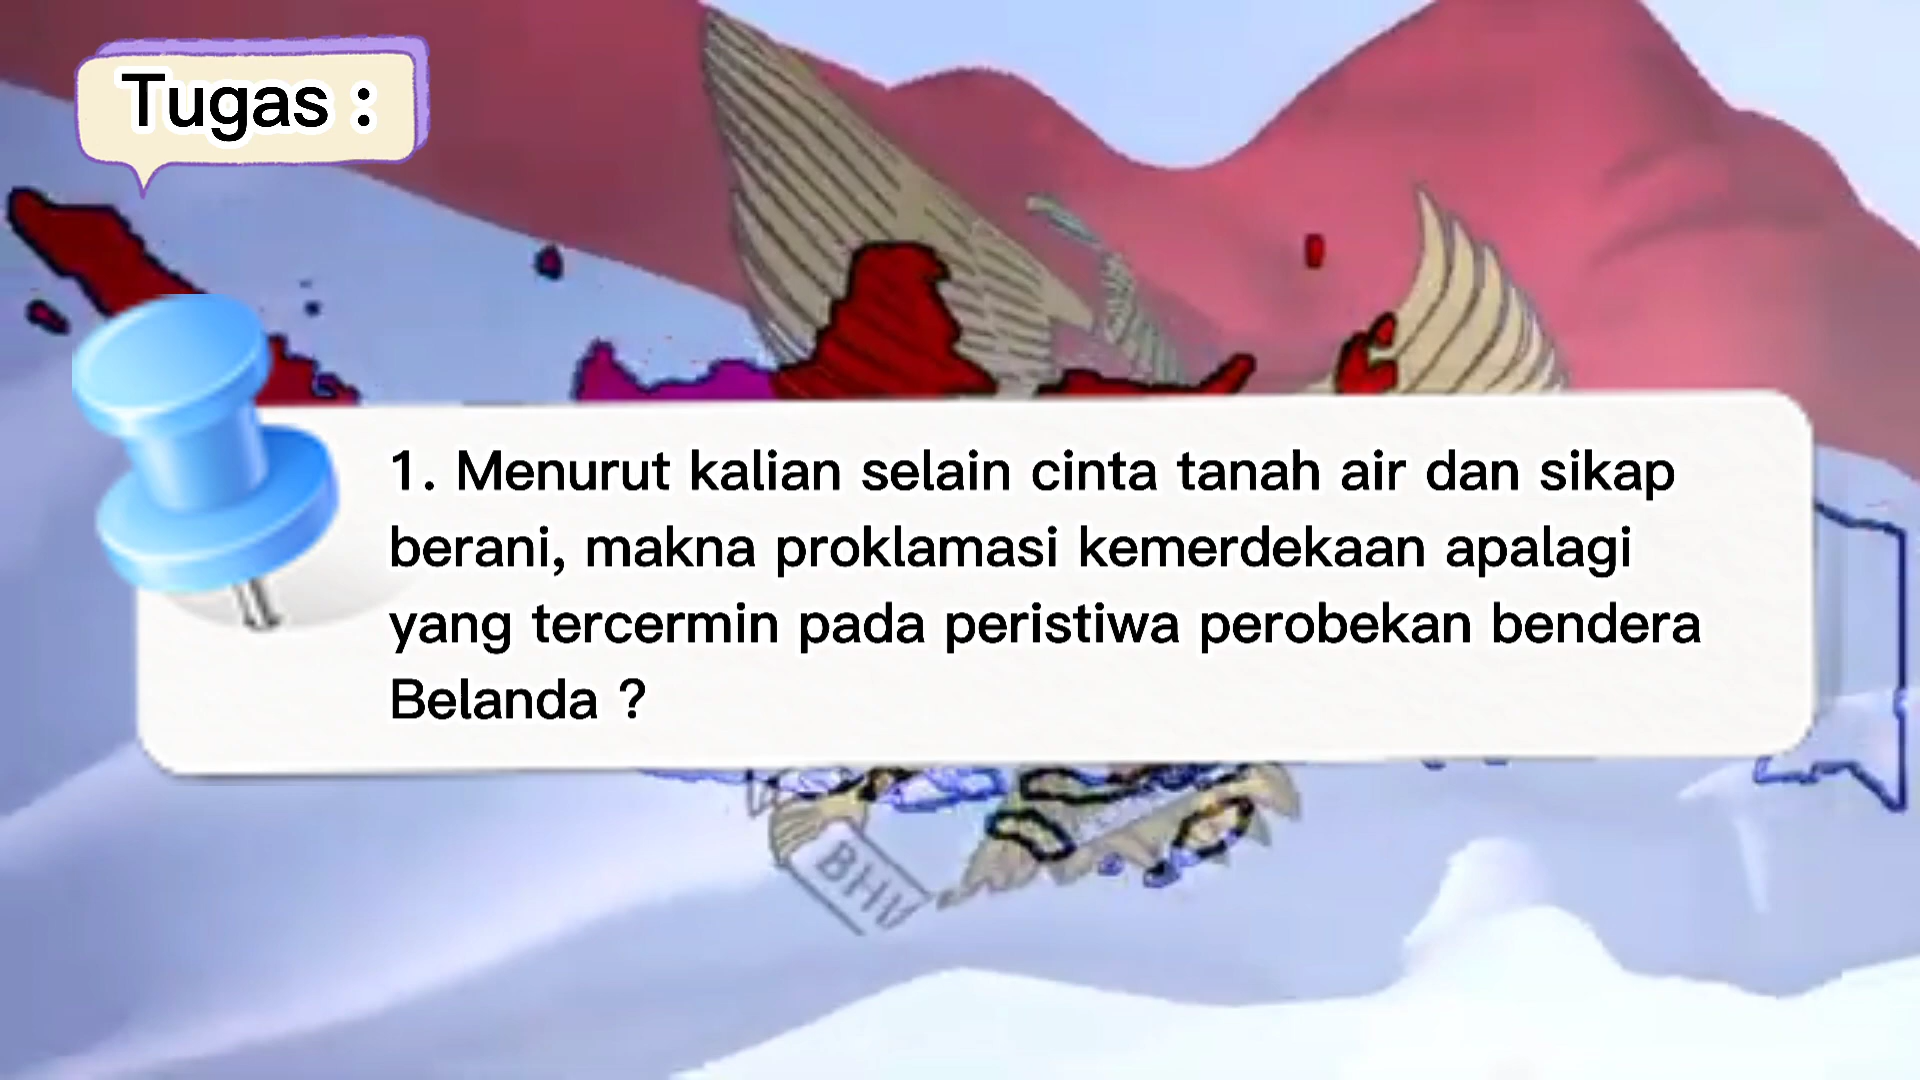 Tugas :
1. Menurut kalian selain cinta tanah air dan sikap
berani, makna proklamasi kemerdekaan apalagi
yang tercermin pada peristiwa perobekan bendera
Belanda ?